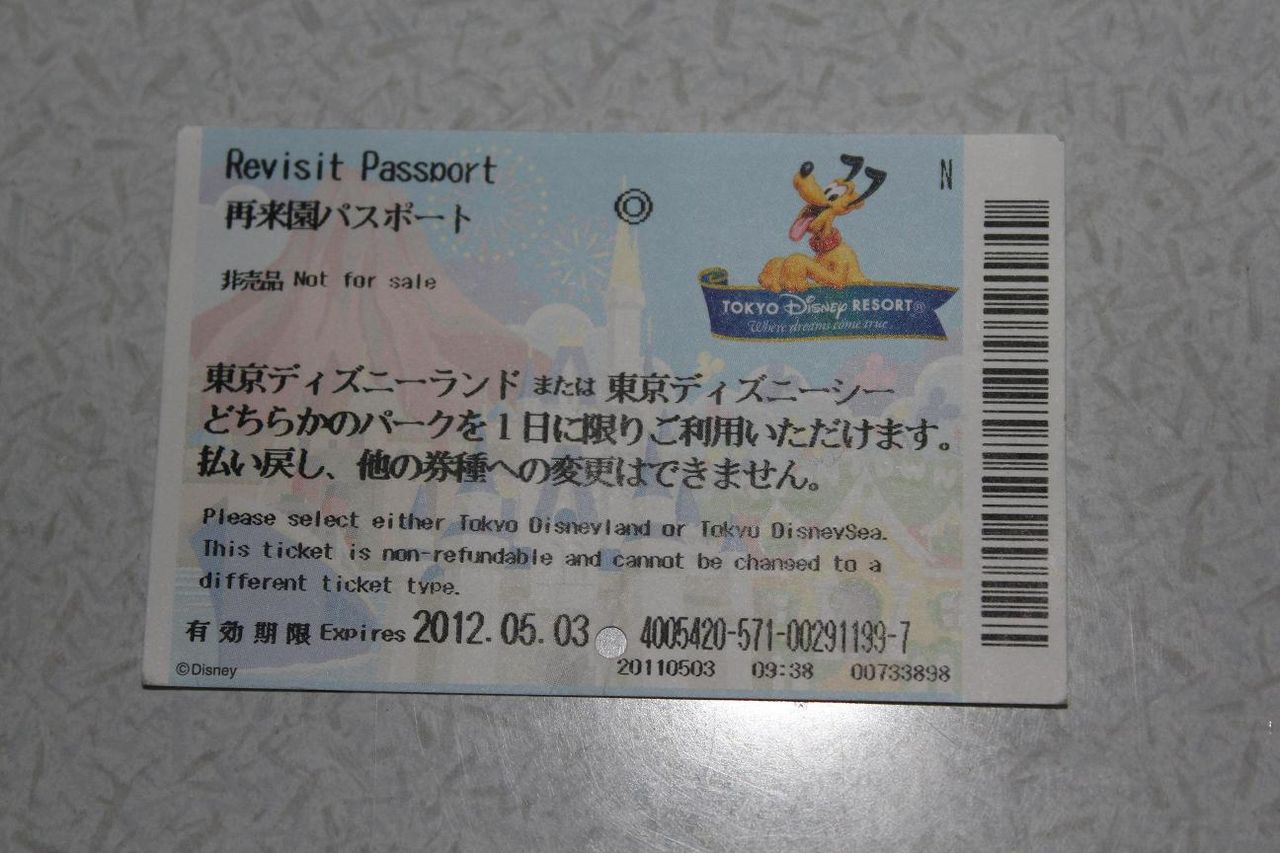 Revisit Passport
N
再来園パスポート
◎
非売品 Not for sale
TOKYO Disney RESORT®
Where dreams come true
東京ディズニーランド または 東京ディズニーシー
どちらかのパークを1日に限りご利用いただけます。
払い戻し、他の券種への変更はできません。
Please select either Tokyo Disneyland or Tokyo DisneySea.
This ticket is non-refundable and cannot be changed to a
different ticket type.
有効期限 Expires 2012.05.03 4005420-571-00291199-7
©Disney 20110503 09:38 00733898